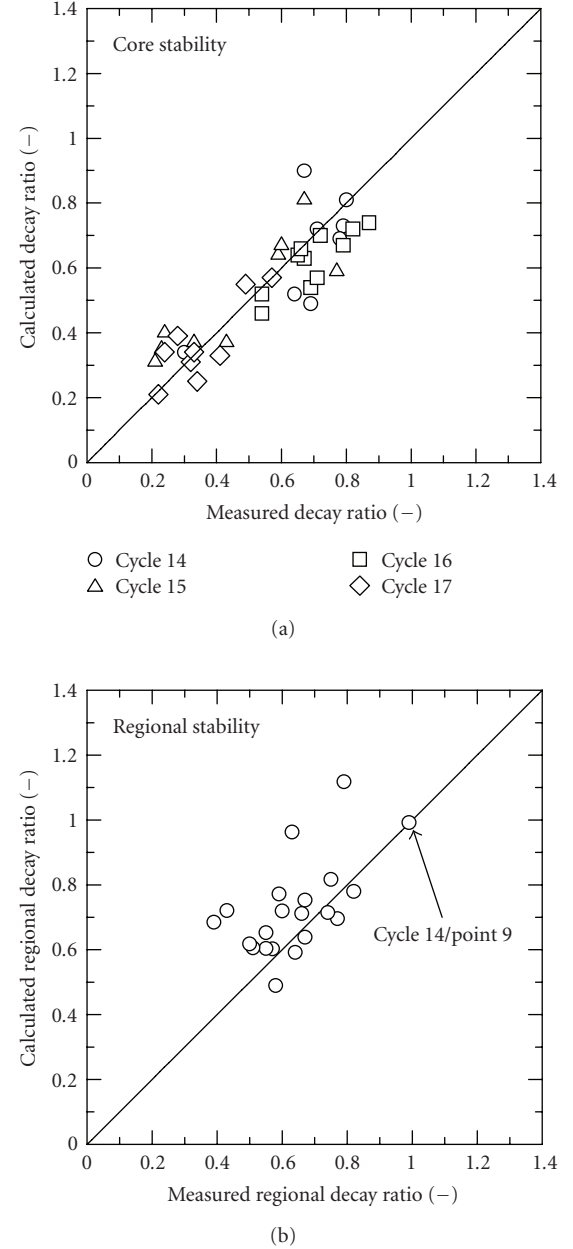 1.4
Core stability
1.2
1
0.8
0.6
0.4
0.2
0
0 0.2 0.4 0.6 0.8 1 1.2 1.4
Calculated decay ratio (−)
Measured decay ratio (−)
Cycle 14 Cycle 16
Cycle 15 Cycle 17
(a)
1.4
Regional stability
1.2
1
0.8
Cycle 14/point 9
0.6
0.4
0.2
0
0 0.2 0.4 0.6 0.8 1 1.2 1.4
Calculated regional decay ratio (−)
Measured regional decay ratio (−)
(b)